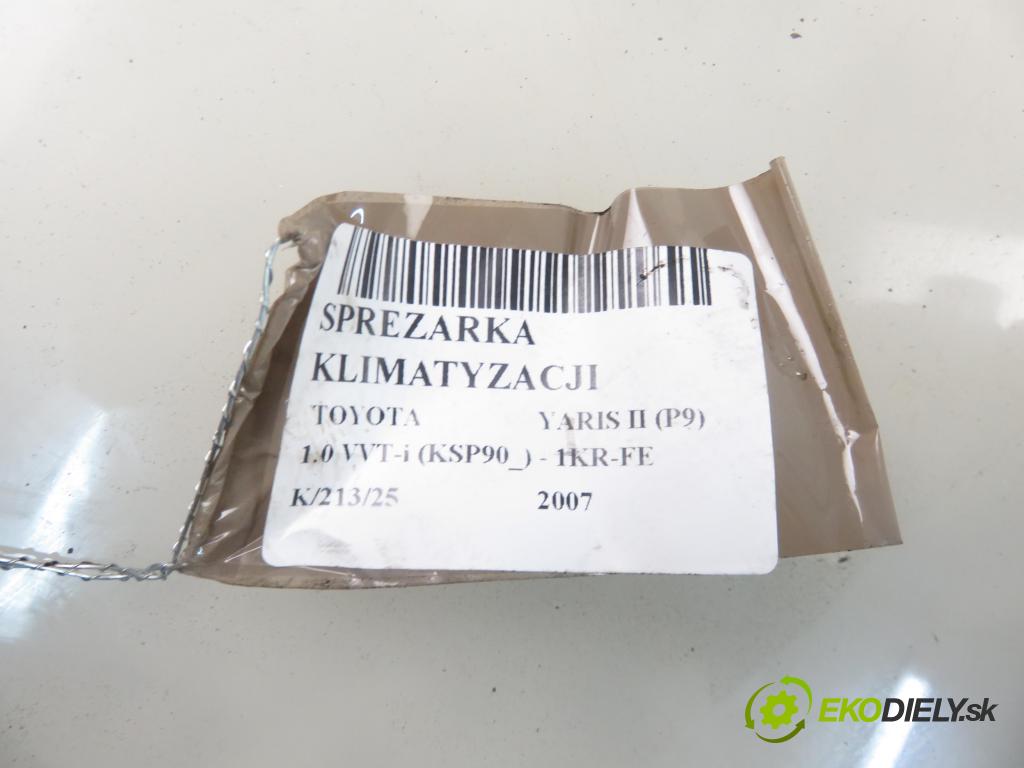 SPREZARKA
KLIMATYZACJI
TOYOTA YARIS II (P9)
1.0 VVT-i (KSP90_) - 1KR-FE
K/213/25 2007
EKODIELY.sk